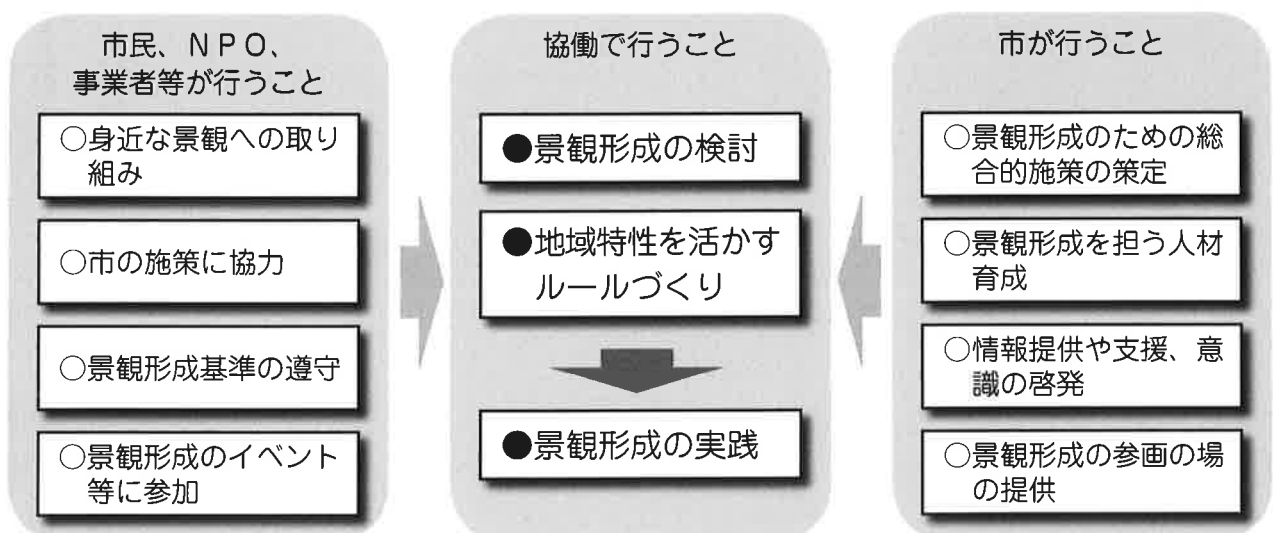 市民、ＮＰＯ、
事業者等が行うこと
○身近な景観への取り
組み
○市の施策に協力
○景観形成基準の遵守
○景観形成のイベント
等に参加
協働で行うこと
●景観形成の検討
●地域特性を活かす
ルールづくり
●景観形成の実践
市が行うこと
○景観形成のための総
合的施策の策定
○景観形成を担う人材
育成
○情報提供や支援、意
識の啓発
○景観形成の参画の場
の提供